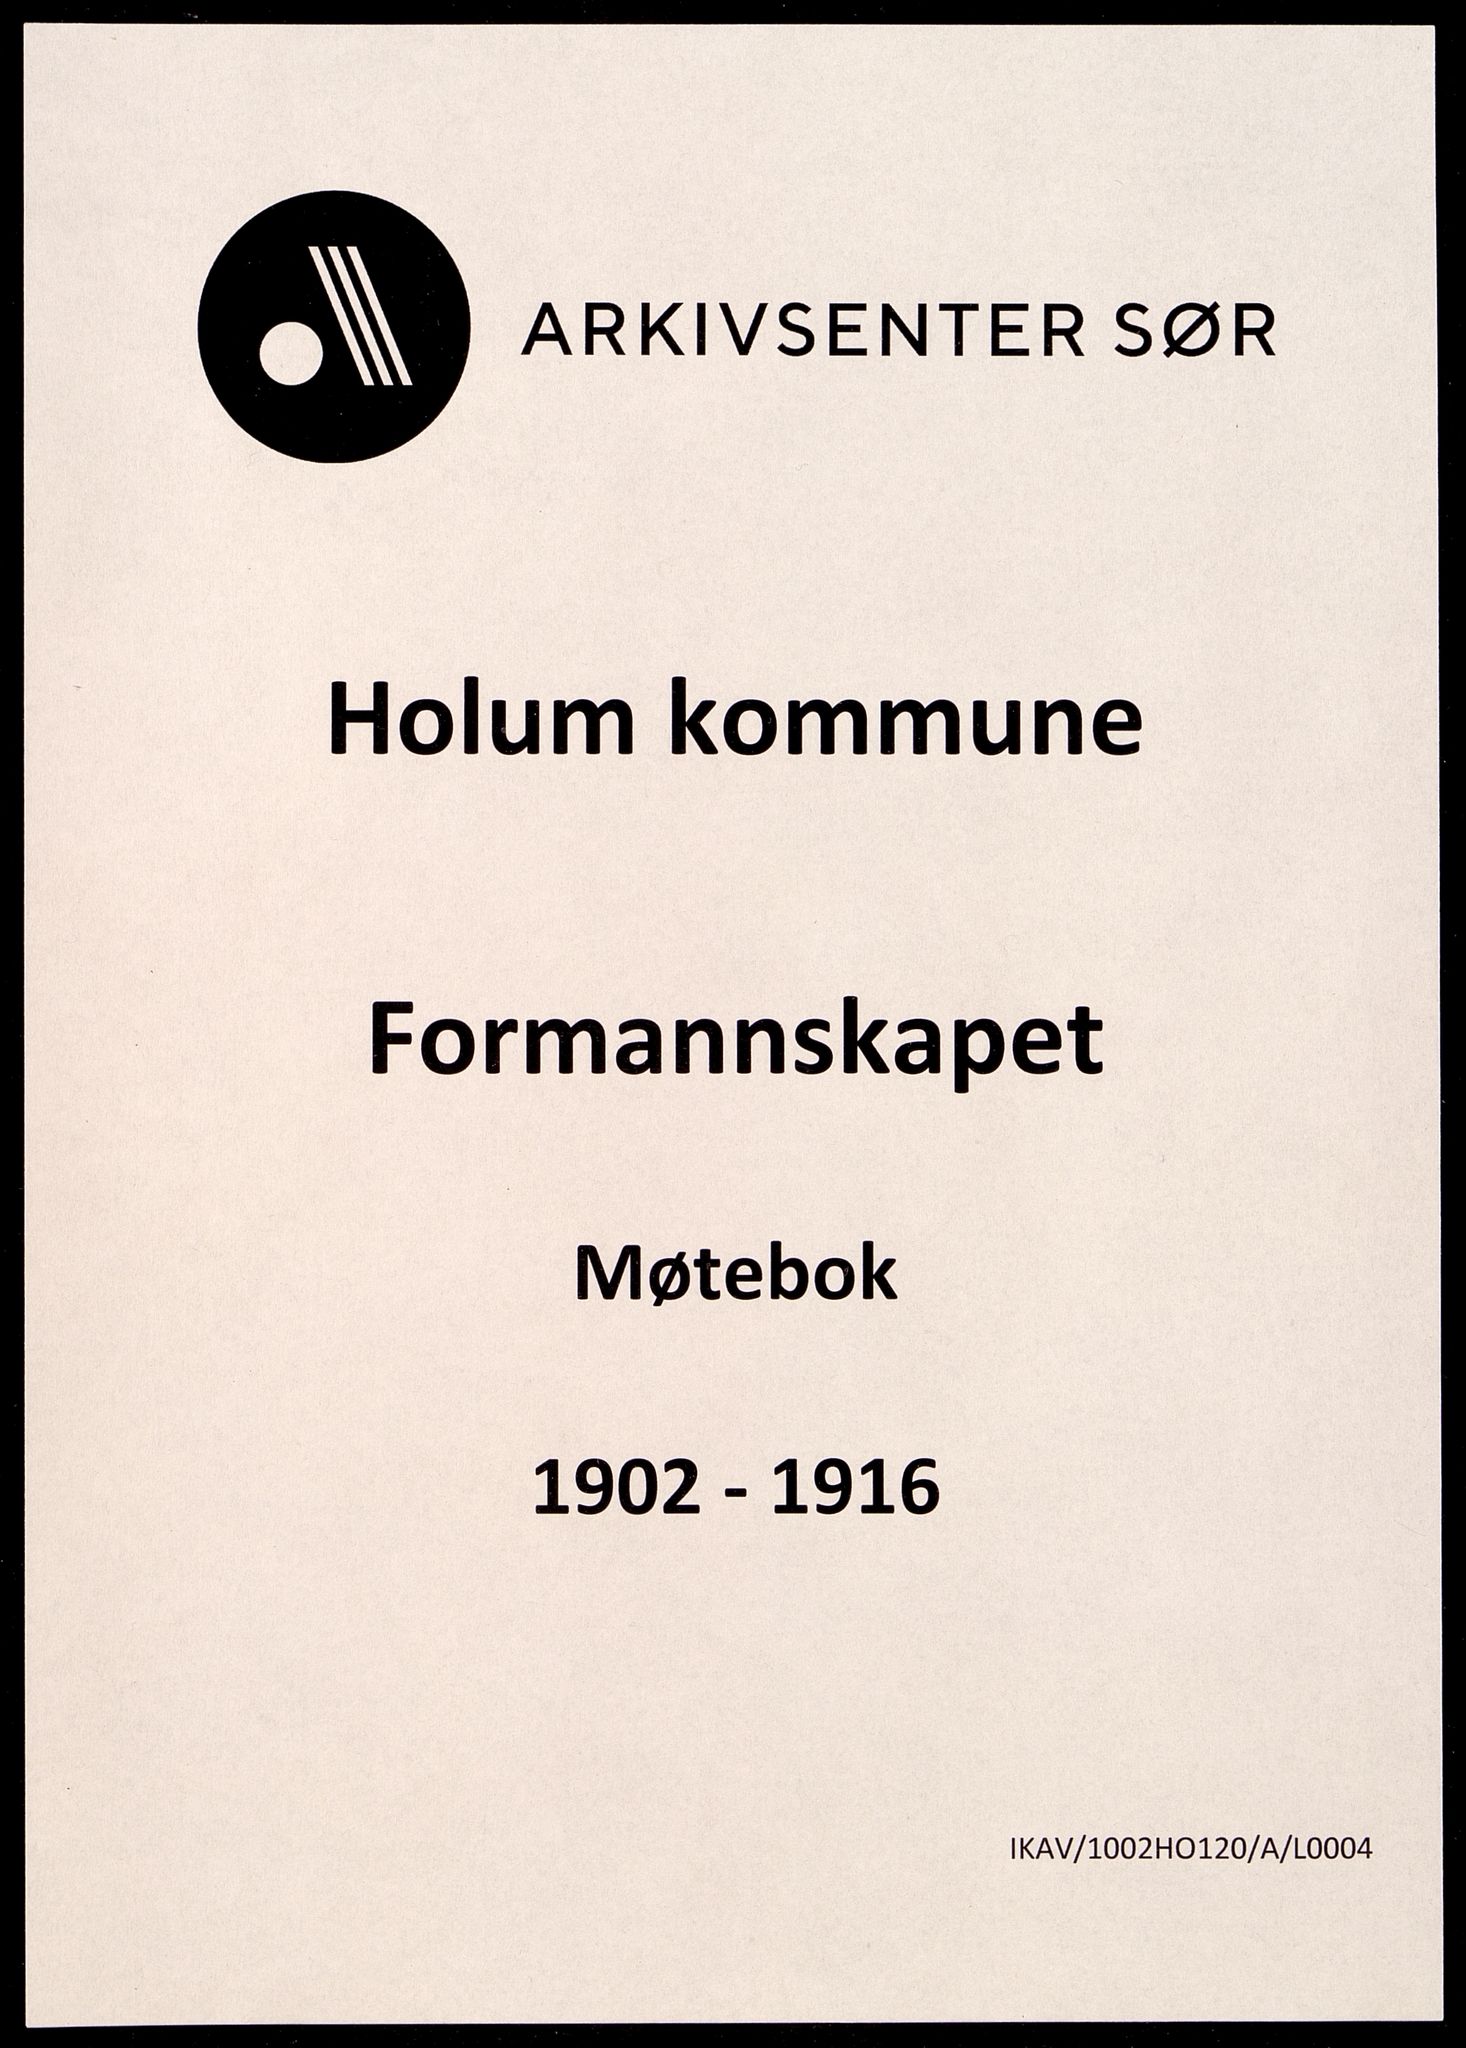 ARKIVSENTER SØR
Holum kommune
Formannskapet
Møtebok
1902 - 1916
IKAV/1002HO120/A/L0004